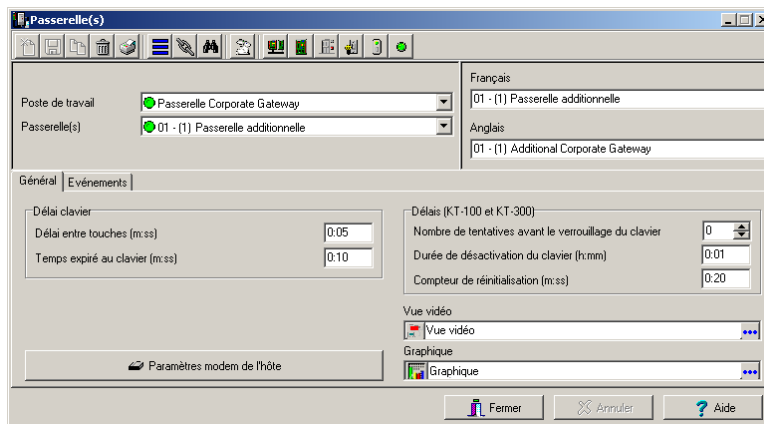 Passerelle(s)
Poste de travail
Passerelle Corporate Gateway
Passerelle(s)
01 - (1) Passerelle additionnelle
Français
01 - (1) Passerelle additionnelle
Anglais
01 - (1) Additional Corporate Gateway
Général
Evénements
Délai clavier
Délai entre touches (m:ss)
0:05
Temps expiré au clavier (m:ss)
0:10
Délais (KT-100 et KT-300)
Nombre de tentatives avant le verrouillage du clavier
0
Durée de désactivation du clavier (h:mm)
0:01
Compteur de réinitialisation (m:ss)
0:20
Vue vidéo
Vue vidéo
Graphique
Graphique
Paramètres modem de l'hôte
Fermer
Annuler
Aide